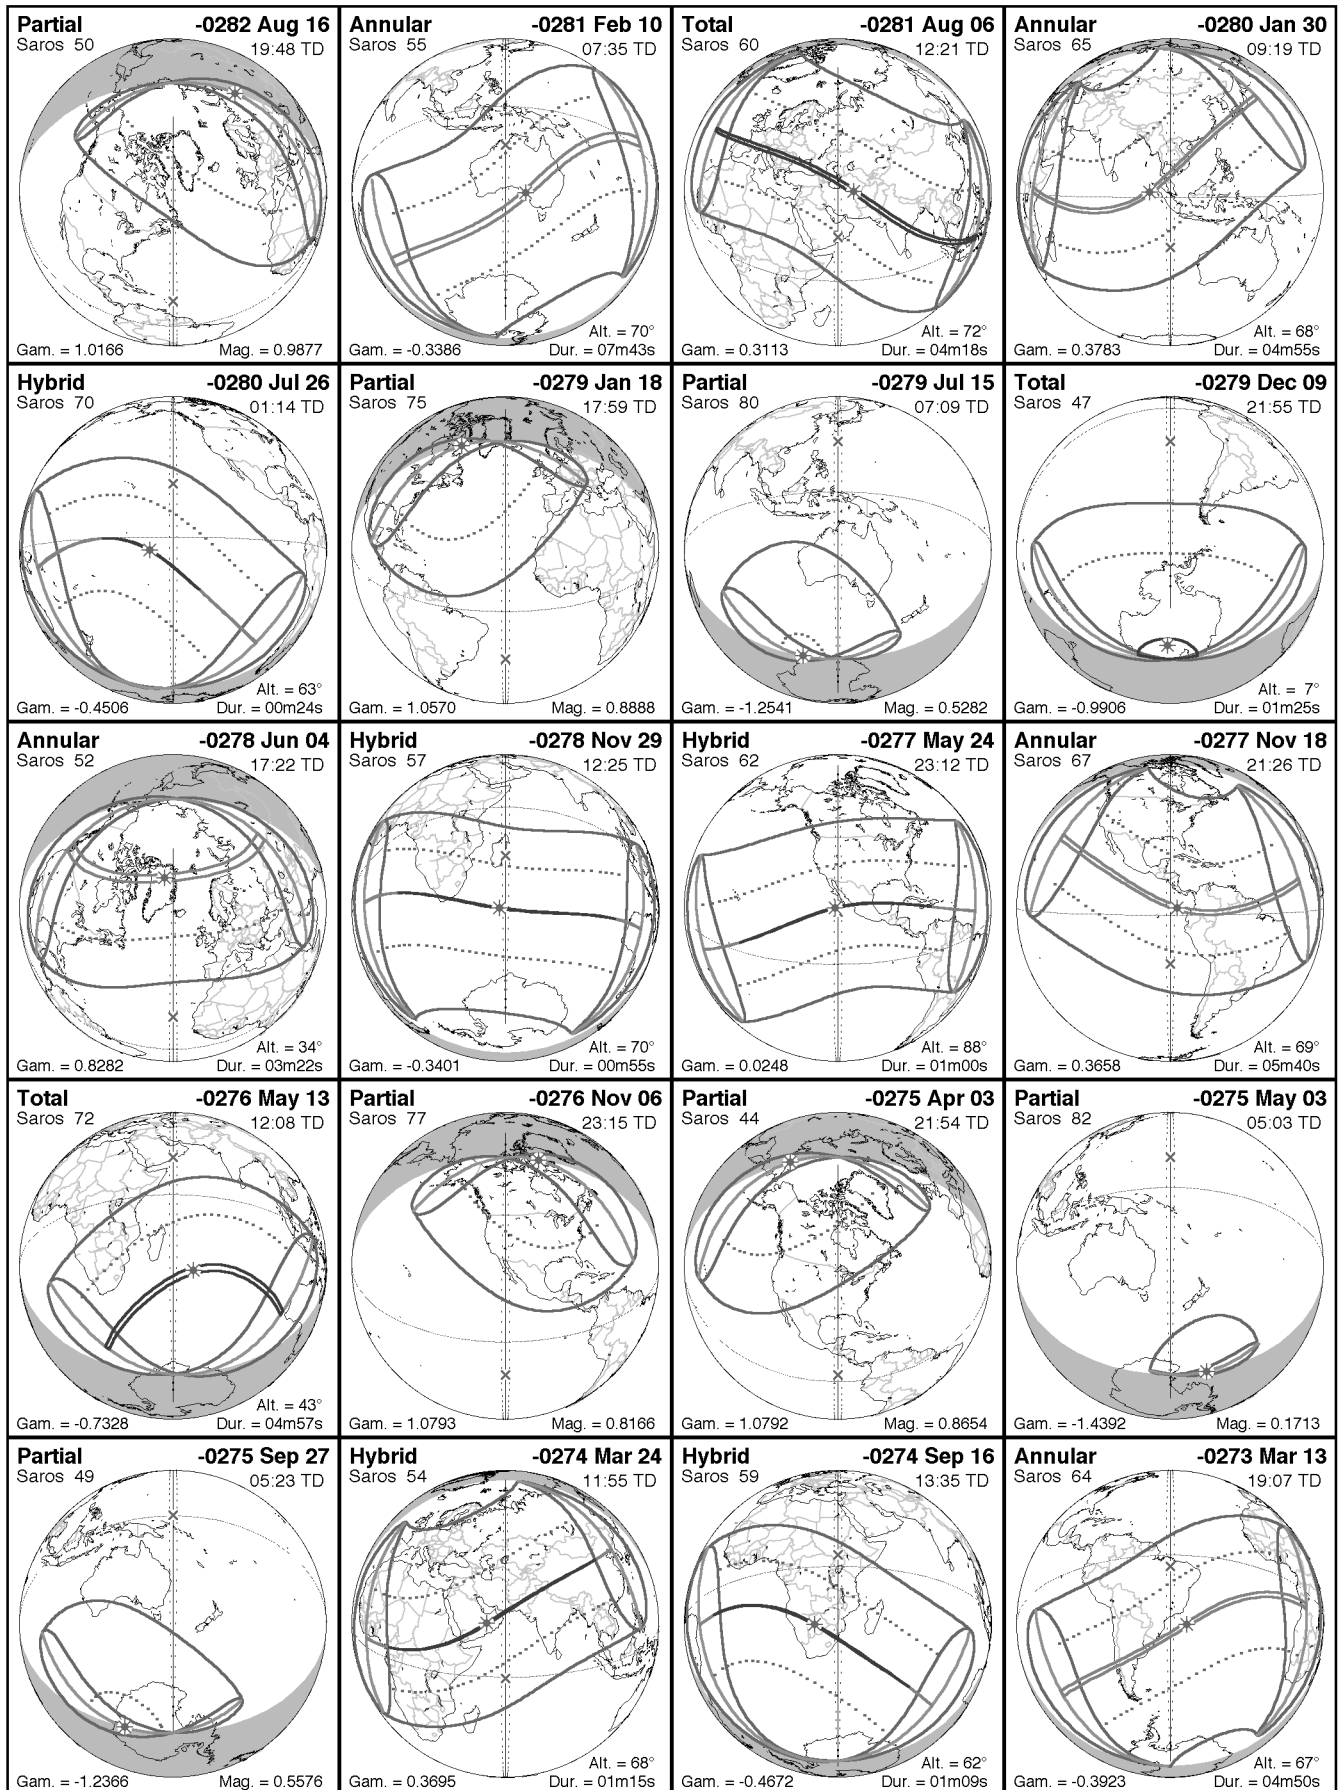 Partial -0282 Aug 16
Saros 50 19:48 TD
Gam. = 1.0166 Mag. = 0.9877
Annular -0281 Feb 10
Saros 55 07:35 TD
Alt. = 70°
Gam. = -0.3386 Dur. = 07m43s
Total -0281 Aug 06
Saros 60 12:21 TD
Alt. = 72°
Gam. = 0.3113 Dur. = 04m18s
Annular -0280 Jan 30
Saros 65 09:19 TD
Alt. = 68°
Gam. = 0.3783 Dur. = 04m55s
Hybrid -0280 Jul 26
Saros 70 01:14 TD
Alt. = 63°
Gam. = -0.4506 Dur. = 00m24s
Partial -0279 Jan 18
Saros 75 17:59 TD
Gam. = 1.0570 Mag. = 0.8888
Partial -0279 Jul 15
Saros 80 07:09 TD
Gam. = -1.2541 Mag. = 0.5282
Total -0279 Dec 09
Saros 47 21:55 TD
Alt. = 7°
Gam. = -0.9906 Dur. = 01m25s
Annular -0278 Jun 04
Saros 52 17:22 TD
Alt. = 34°
Gam. = 0.8282 Dur. = 03m22s
Hybrid -0278 Nov 29
Saros 57 12:25 TD
Alt. = 70°
Gam. = -0.3401 Dur. = 00m55s
Hybrid -0277 May 24
Saros 62 23:12 TD
Alt. = 88°
Gam. = 0.0248 Dur. = 01m00s
Annular -0277 Nov 18
Saros 67 21:26 TD
Alt. = 69°
Gam. = 0.3658 Dur. = 05m40s
Total -0276 May 13
Saros 72 12:08 TD
Alt. = 43°
Gam. = -0.7328 Dur. = 04m57s
Partial -0276 Nov 06
Saros 77 23:15 TD
Gam. = 1.0793 Mag. = 0.8166
Partial -0275 Apr 03
Saros 44 21:54 TD
Gam. = 1.0792 Mag. = 0.8654
Partial -0275 May 03
Saros 82 05:03 TD
Gam. = -1.4392 Mag. = 0.1713
Partial -0275 Sep 27
Saros 49 05:23 TD
Gam. = -1.2366 Mag. = 0.5576
Hybrid -0274 Mar 24
Saros 54 11:55 TD
Alt. = 68°
Gam. = 0.3695 Dur. = 01m15s
Hybrid -0274 Sep 16
Saros 59 13:35 TD
Alt. = 62°
Gam. = -0.4672 Dur. = 01m09s
Annular -0273 Mar 13
Saros 64 19:07 TD
Alt. = 67°
Gam. = -0.3923 Dur. = 04m50s